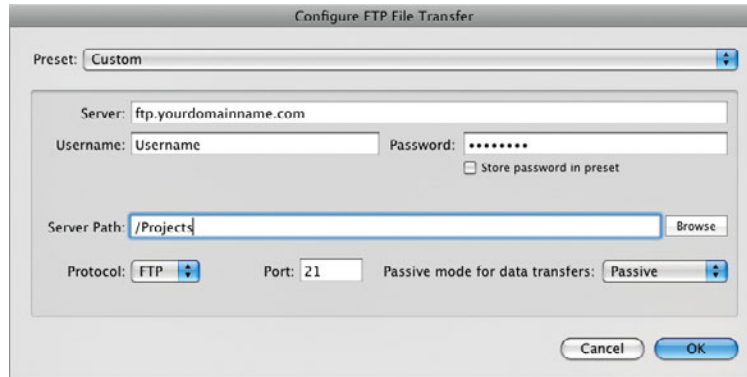 Configure FTP File Transfer
Preset: Custom
Server: ftp.yourdomainname.com
Username: Username Password: ••••••••
Store password in preset
Server Path: /Projects Browse
Protocol: FTP Port: 21 Passive mode for data transfers: Passive
Cancel OK